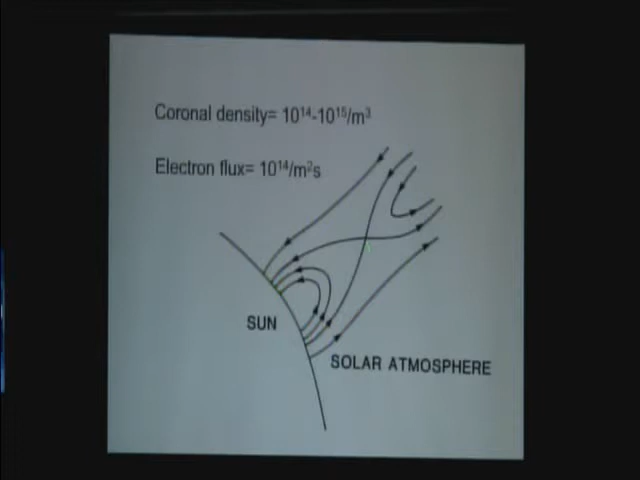 Coronal density= 10¹⁴-10¹⁵/m³
Electron flux= 10¹⁴/m²s
SUN
SOLAR ATMOSPHERE